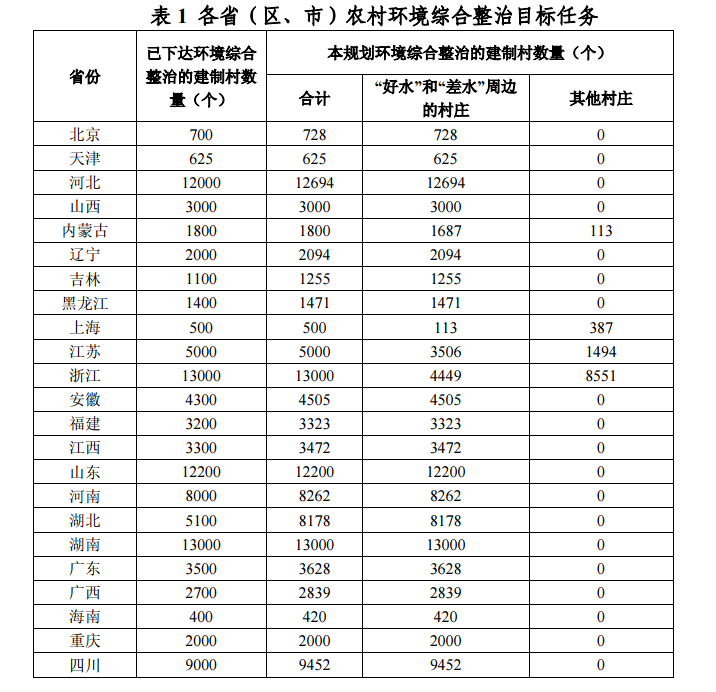 表 1 各省（区、市）农村环境综合整治目标任务
省份 已下达环境综合整治的建制村数量（个） 本规划环境综合整治的建制村数量（个）
合计 “好水”和“差水”周边的村庄 其他村庄
北京 700 728 728 0
天津 625 625 625 0
河北 12000 12694 12694 0
山西 3000 3000 3000 0
内蒙古 1800 1800 1687 113
辽宁 2000 2094 2094 0
吉林 1100 1255 1255 0
黑龙江 1400 1471 1471 0
上海 500 500 113 387
江苏 5000 5000 3506 1494
浙江 13000 13000 4449 8551
安徽 4300 4505 4505 0
福建 3200 3323 3323 0
江西 3300 3472 3472 0
山东 12200 12200 12200 0
河南 8000 8262 8262 0
湖北 5100 8178 8178 0
湖南 13000 13000 13000 0
广东 3500 3628 3628 0
广西 2700 2839 2839 0
海南 400 420 420 0
重庆 2000 2000 2000 0
四川 9000 9452 9452 0